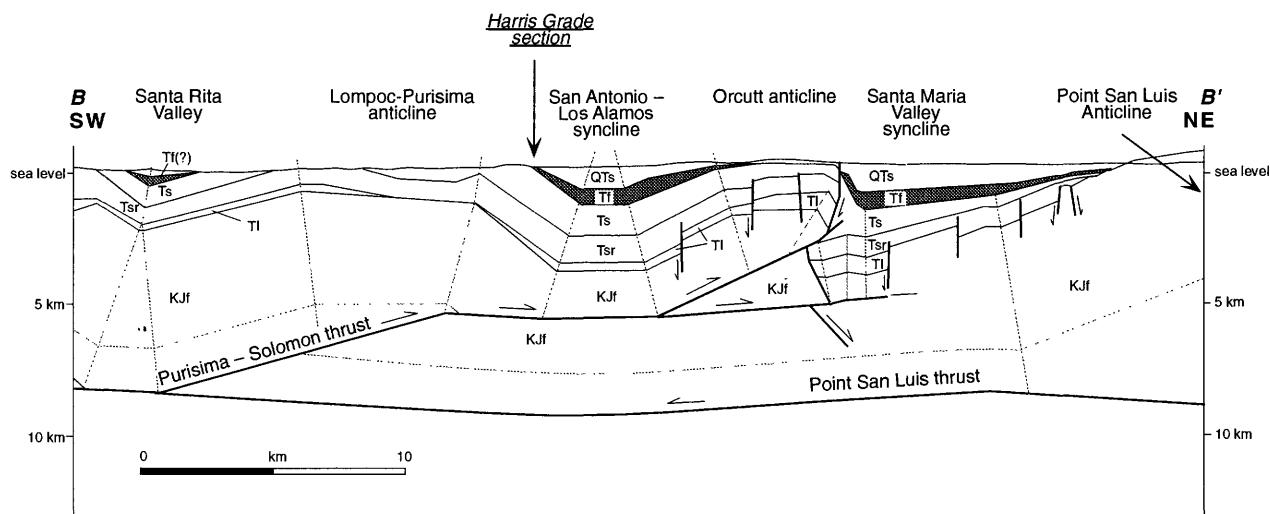 Harris Grade
section
B
SW
Santa Rita
Valley
Lompoc-Purisima
anticline
San Antonio –
Los Alamos
syncline
Orcutt anticline
Santa Maria
Valley
syncline
Point San Luis
Anticline
B'
NE
sea level
Tf(?)
Ts
Tsr
Tl
QTs
Tf
Ts
Tsr
Tl
Tl
QTs
Tf
Ts
Tsr
Tl
sea level
5 km
KJf
KJf
KJf
KJf
5 km
KJf
Purisima – Solomon thrust
Point San Luis thrust
10 km
10 km
0 km 10